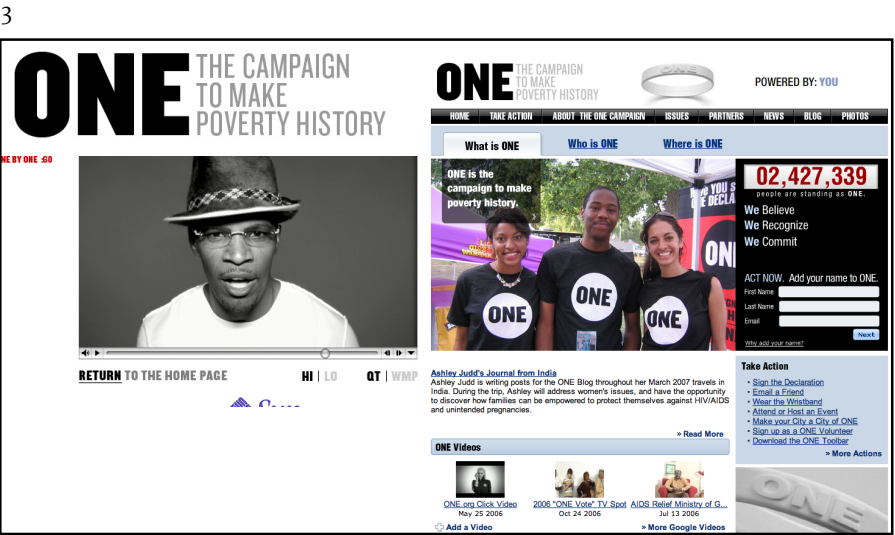 3
ONE
THE CAMPAIGN
TO MAKE
POVERTY HISTORY
NE BY ONE :60
RETURN TO THE HOME PAGE
HI | LO
QT | WMP
ONE
THE CAMPAIGN
TO MAKE
POVERTY HISTORY
ONE
POWERED BY: YOU
HOME
TAKE ACTION
ABOUT THE ONE CAMPAIGN
ISSUES
PARTNERS
NEWS
BLOG
PHOTOS
What is ONE
Who is ONE
Where is ONE
ONE is the
campaign to make
poverty history.
ONE
ONE
ONE
ON
02,427,339
people are standing as ONE.
We Believe
We Recognize
We Commit
ACT NOW. Add your name to ONE.
First Name
Last Name
Email
Next
Why add your name?
Ashley Judd's Journal from India
Ashley Judd is writing posts for the ONE Blog throughout her March 2007 travels in
India. During the trip, Ashley will address women's issues, and have the opportunity
to discover how families can be empowered to protect themselves against HIV/AIDS
and unintended pregnancies.
» Read More
ONE Videos
ONE.org Click Video
May 25 2006
2006 "ONE Vote" TV Spot
Oct 24 2006
AIDS Relief Ministry of G...
Jul 13 2006
Add a Video
» More Google Videos
Take Action
• Sign the Declaration
• Email a Friend
• Wear the Wristband
• Attend or Host an Event
• Make your City a City of ONE
• Sign up as a ONE Volunteer
• Download the ONE Toolbar
» More Actions
ONE